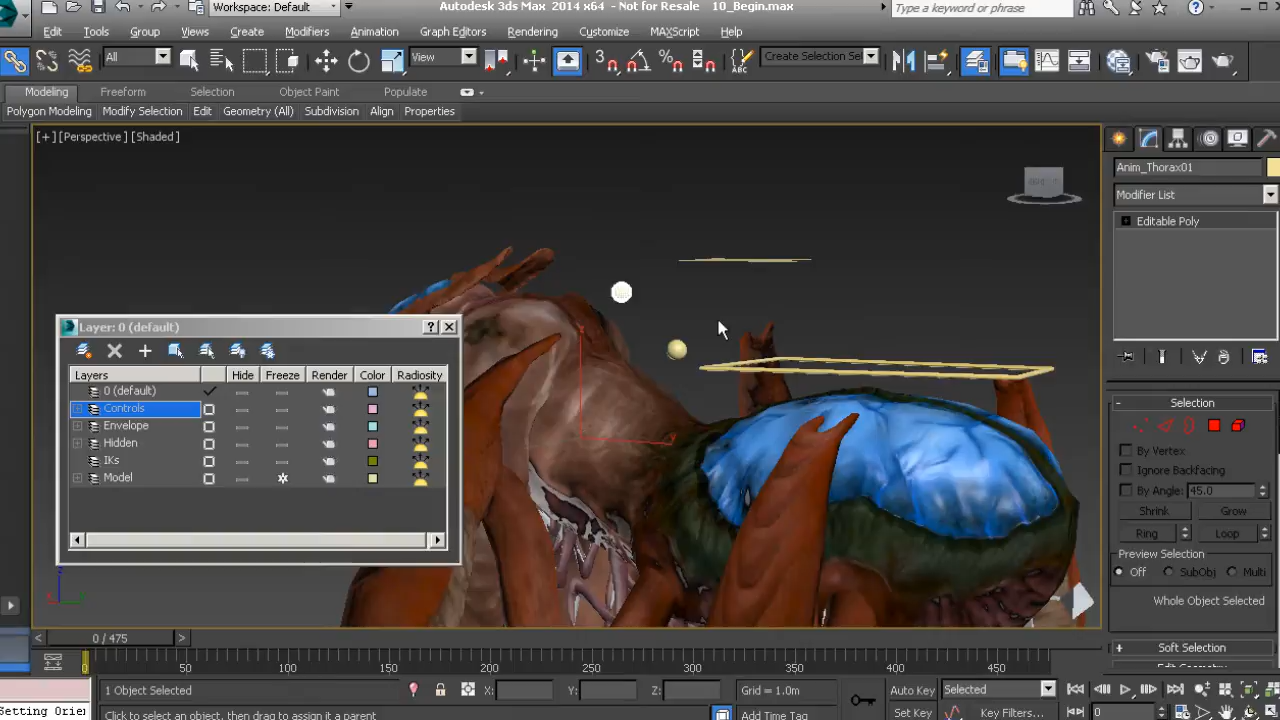 Workspace: Default
Autodesk 3ds Max 2014 x64 - Not for Resale 10_Begin.max
Type a keyword or phrase
Edit Tools Group Views Create Modifiers Animation Graph Editors Rendering Customize MAXScript Help
All
View
3
ABC
Create Selection Se
Modeling Freeform Selection Object Paint Populate
Polygon Modeling Modify Selection Edit Geometry (All) Subdivision Align Properties
[+] [Perspective] [Shaded]
Anim_Thorax01
Modifier List
Editable Poly
Layer: 0 (default)
Layers Hide Freeze Render Color Radiosity
0 (default)
Controls
Envelope
Hidden
IKs
Model
Selection
By Vertex
Ignore Backfacing
By Angle: 45.0
Shrink Grow
Ring Loop
Preview Selection
Off SubObj Multi
Whole Object Selected
Soft Selection
0 / 475
0 50 100 150 200 250 300 350 400 450
1 Object Selected X: Y: Z: Grid = 1.0m Auto Key Selected
Setting Orie Click to select an object, then drag to assign it a parent Add Time Tag Set Key Key Filters... 0